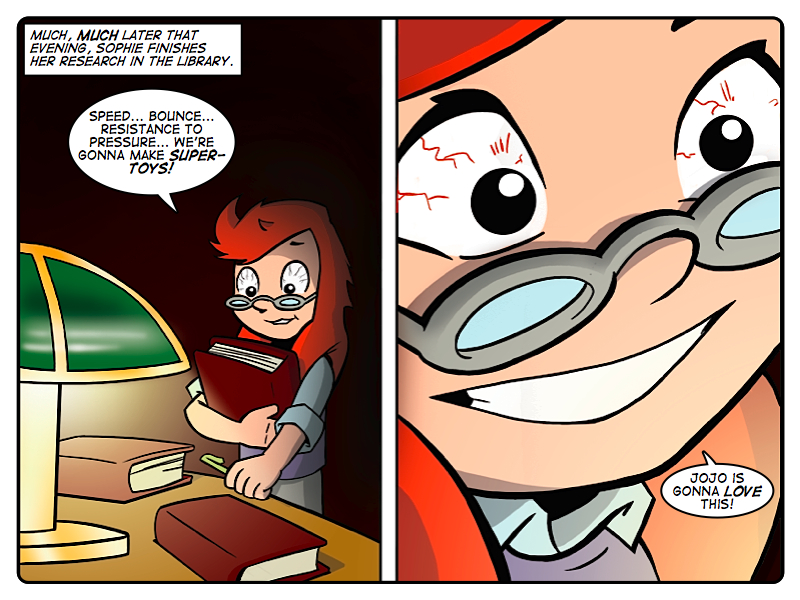 MUCH, MUCH LATER THAT
EVENING, SOPHIE FINISHES
HER RESEARCH IN THE LIBRARY.
SPEED... BOUNCE...
RESISTANCE TO
PRESSURE... WE'RE
GONNA MAKE SUPER-
TOYS!
JOJO IS
GONNA LOVE
THIS!